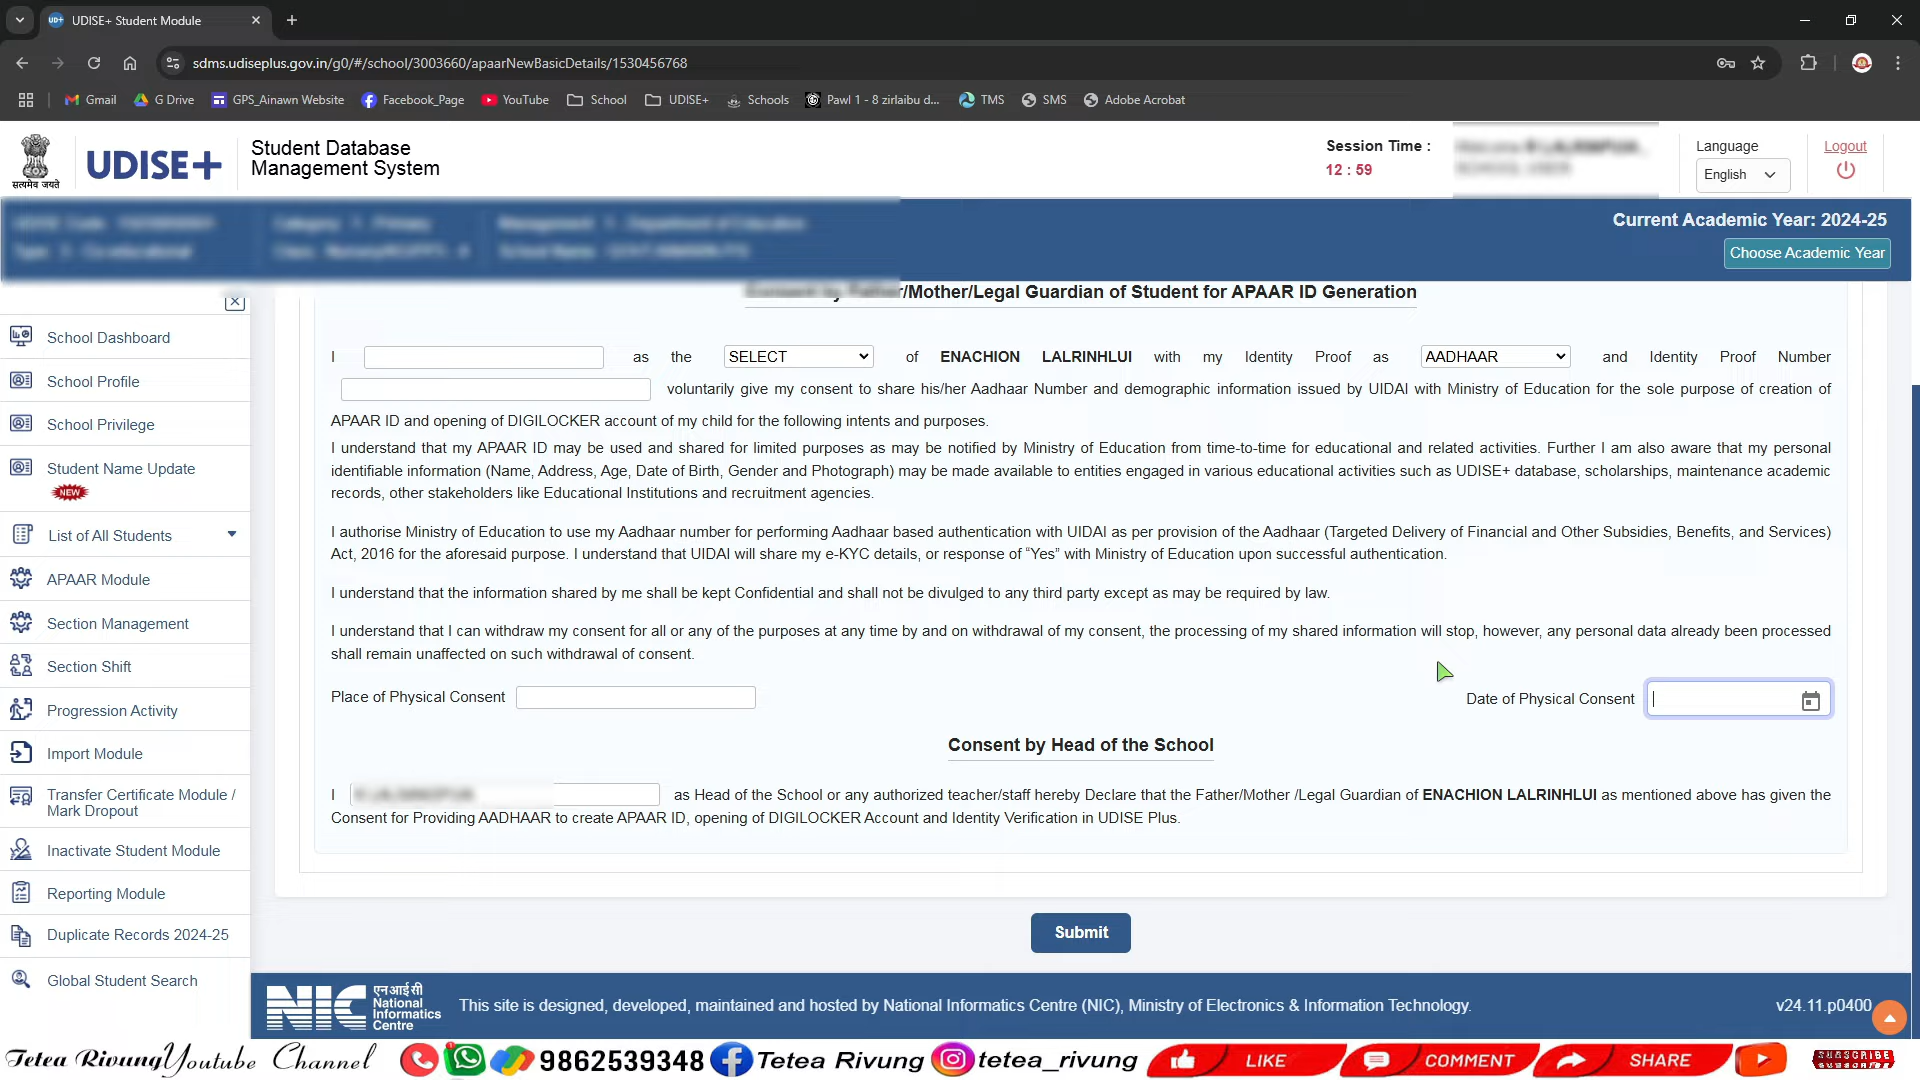 UDISE+ Student Module
sdms.udiseplus.gov.in/g0/#/school/3003660/apaarNewBasicDetails/1530456768
Gmail G Drive GPS_Ainawn Website Facebook_Page YouTube School UDISE+ Schools Pawl 1 - 8 zirlaibu d... TMS SMS Adobe Acrobat
सत्यमेव जयते
UDISE+
Student Database
Management System
Session Time :
12 : 59
Language
English
Logout
Current Academic Year: 2024-25
Choose Academic Year
School Dashboard
School Profile
School Privilege
Student Name Update
NEW
List of All Students
APAAR Module
Section Management
Section Shift
Progression Activity
Import Module
Transfer Certificate Module /
Mark Dropout
Inactivate Student Module
Reporting Module
Duplicate Records 2024-25
Global Student Search
/Mother/Legal Guardian of Student for APAAR ID Generation
I as the SELECT of ENACHION LALRINHLUI with my Identity Proof as AADHAAR and Identity Proof Number
voluntarily give my consent to share his/her Aadhaar Number and demographic information issued by UIDAI with Ministry of Education for the sole purpose of creation of
APAAR ID and opening of DIGILOCKER account of my child for the following intents and purposes.
I understand that my APAAR ID may be used and shared for limited purposes as may be notified by Ministry of Education from time-to-time for educational and related activities. Further I am also aware that my personal
identifiable information (Name, Address, Age, Date of Birth, Gender and Photograph) may be made available to entities engaged in various educational activities such as UDISE+ database, scholarships, maintenance academic
records, other stakeholders like Educational Institutions and recruitment agencies.
I authorise Ministry of Education to use my Aadhaar number for performing Aadhaar based authentication with UIDAI as per provision of the Aadhaar (Targeted Delivery of Financial and Other Subsidies, Benefits, and Services)
Act, 2016 for the aforesaid purpose. I understand that UIDAI will share my e-KYC details, or response of “Yes” with Ministry of Education upon successful authentication.
I understand that the information shared by me shall be kept Confidential and shall not be divulged to any third party except as may be required by law.
I understand that I can withdraw my consent for all or any of the purposes at any time by and on withdrawal of my consent, the processing of my shared information will stop, however, any personal data already been processed
shall remain unaffected on such withdrawal of consent.
Place of Physical Consent
Date of Physical Consent
Consent by Head of the School
I as Head of the School or any authorized teacher/staff hereby Declare that the Father/Mother /Legal Guardian of ENACHION LALRINHLUI as mentioned above has given the
Consent for Providing AADHAAR to create APAAR ID, opening of DIGILOCKER Account and Identity Verification in UDISE Plus.
Submit
NIC
एनआईसी
National
Informatics
Centre
This site is designed, developed, maintained and hosted by National Informatics Centre (NIC), Ministry of Electronics & Information Technology.
v24.11.p0400
Tetea Rivung Youtube Channel 9862539348 Tetea Rivung tetea_rivung LIKE COMMENT SHARE SUBSCRIBE